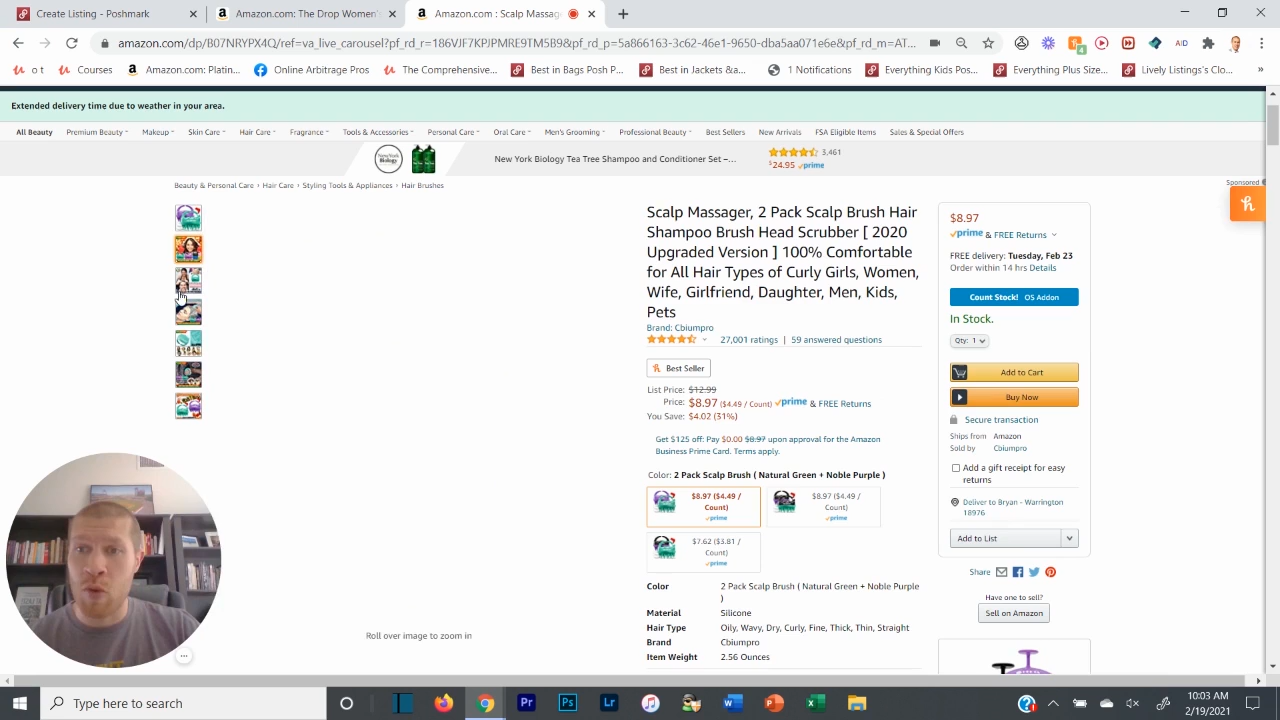 Create Listing - Poshmark
Amazon.com: The Drop Women'
Amazon.com : Scalp Massag
amazon.com/dp/B07NRYPX4Q/ref=va_live_carousel?pf_rd_r=186VJF7KPJPMRE9TM5B9&pf_rd_p=5a866163-3c62-46e1-9650-dba5aa071e6e&pf_rd_m=AT...
4
AID
o t
Courses
Amazon.com: Platin...
Online Arbitrage Pros
The Comprehensive...
Best in Bags Posh P...
Best in Jackets &a...
1 Notifications
Everything Kids Pos...
Everything Plus Size...
Lively Listings's Clo...
»
Extended delivery time due to weather in your area.
All Beauty Premium Beauty Makeup Skin Care Hair Care Fragrance Tools & Accessories Personal Care Oral Care Men's Grooming Professional Beauty Best Sellers New Arrivals FSA Eligible Items Sales & Special Offers
New York Biology Tea Tree Shampoo and Conditioner Set –...
3,461
$24.95 prime
Sponsored
Beauty & Personal Care › Hair Care › Styling Tools & Appliances › Hair Brushes
Scalp Massager, 2 Pack Scalp Brush Hair
Shampoo Brush Head Scrubber [ 2020
Upgraded Version ] 100% Comfortable
for All Hair Types of Curly Girls, Women,
Wife, Girlfriend, Daughter, Men, Kids,
Pets
Brand: Cbiumpro
27,001 ratings | 59 answered questions
Best Seller
List Price: $12.99
Price: $8.97 ($4.49 / Count) prime & FREE Returns
You Save: $4.02 (31%)
Get $125 off: Pay $0.00 $8.97 upon approval for the Amazon
Business Prime Card. Terms apply.
Color: 2 Pack Scalp Brush ( Natural Green + Noble Purple )
$8.97 ($4.49 /
Count)
prime
$8.97 ($4.49 /
Count)
prime
$7.62 ($3.81 /
Count)
prime
Color 2 Pack Scalp Brush ( Natural Green + Noble Purple
)
Material Silicone
Hair Type Oily, Wavy, Dry, Curly, Fine, Thick, Thin, Straight
Brand Cbiumpro
Item Weight 2.56 Ounces
Roll over image to zoom in
$8.97
prime & FREE Returns
FREE delivery: Tuesday, Feb 23
Order within 14 hrs Details
Count Stock! OS Addon
In Stock.
Qty: 1
Add to Cart
Buy Now
Secure transaction
Ships from Amazon
Sold by Cbiumpro
Add a gift receipt for easy
returns
Deliver to Bryan - Warrington
18976
Add to List
Share
Have one to sell?
Sell on Amazon
Type here to search
Pr
Ps
Lr
10:03 AM
2/19/2021